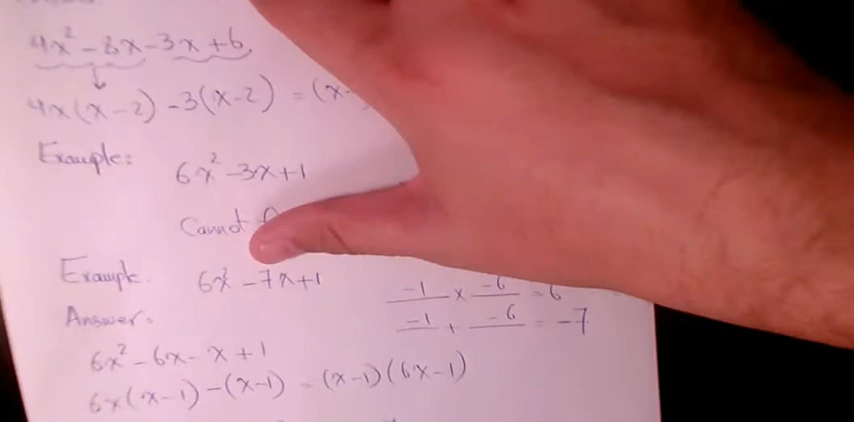 4x² - 8x - 3x + 6
4x(x-2) - 3(x-2) = (x-
Example:
6x² - 3x + 1
Cannot
Example.
6x² - 7x + 1
-1 × -6 = 6
Answer:
-1 + -6 = -7
6x² - 6x - x + 1
6x(x-1) - (x-1) = (x-1)(6x-1)